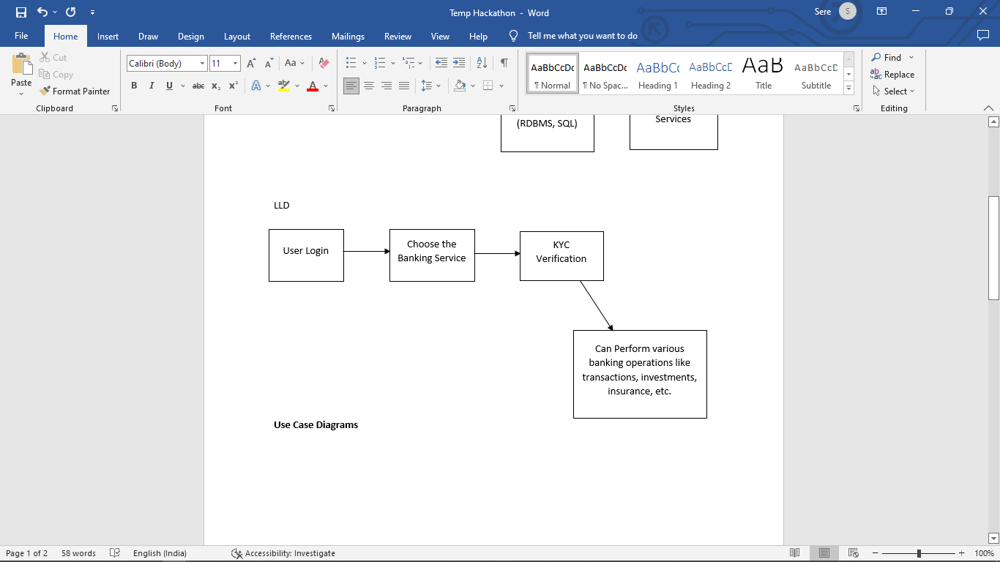 Temp Hackathon - Word
Sere
S
File
Home
Insert
Draw
Design
Layout
References
Mailings
Review
View
Help
Tell me what you want to do
Paste
Cut
Copy
Format Painter
Clipboard
Calibri (Body)
11
Font
Paragraph
AaBbCcDc
¶ Normal
AaBbCcDc
¶ No Spac...
AaBbCc
Heading 1
AaBbCcD
Heading 2
AaB
Title
AaBbCcD
Subtitle
Styles
Find
Replace
Select
Editing
(RDBMS, SQL)
Services
LLD
User Login
Choose the
Banking Service
KYC
Verification
Can Perform various
banking operations like
transactions, investments,
insurance, etc.
Use Case Diagrams
Page 1 of 2
58 words
English (India)
Accessibility: Investigate
100%